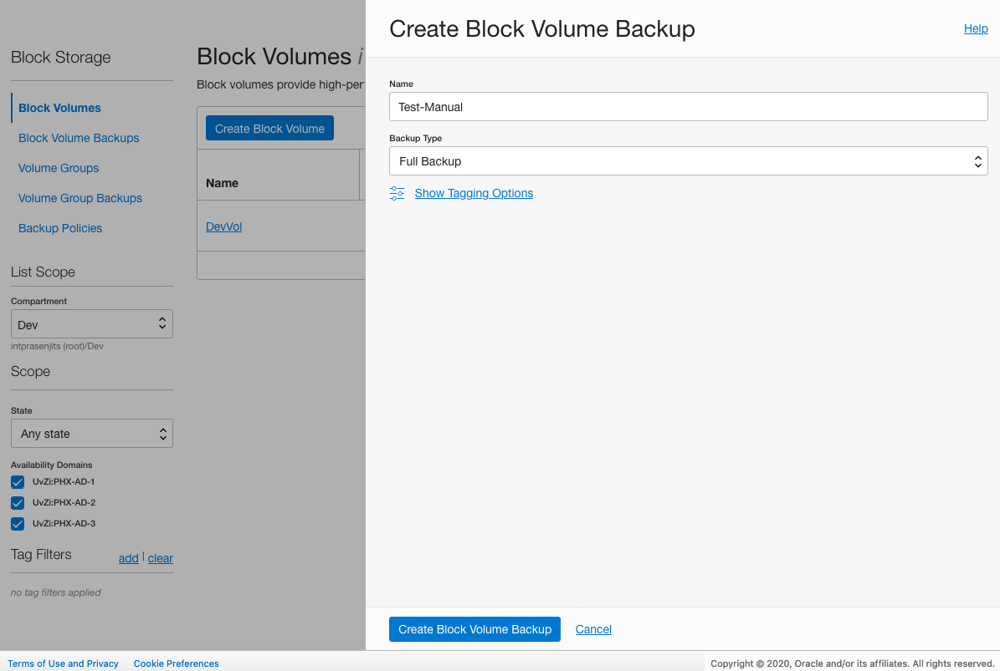 Block Storage
Block Volumes
Block Volume Backups
Volume Groups
Volume Group Backups
Backup Policies
List Scope
Compartment
Dev
intprasenjits (root)/Dev
Scope
State
Any state
Availability Domains
UvZi:PHX-AD-1
UvZi:PHX-AD-2
UvZi:PHX-AD-3
Tag Filters
add | clear
no tag filters applied
Block Volumes i
Block volumes provide high-per
Create Block Volume
Name
DevVol
Create Block Volume Backup
Help
Name
Test-Manual
Backup Type
Full Backup
Show Tagging Options
Create Block Volume Backup
Cancel
Terms of Use and Privacy
Cookie Preferences
Copyright © 2020, Oracle and/or its affiliates. All rights reserved.